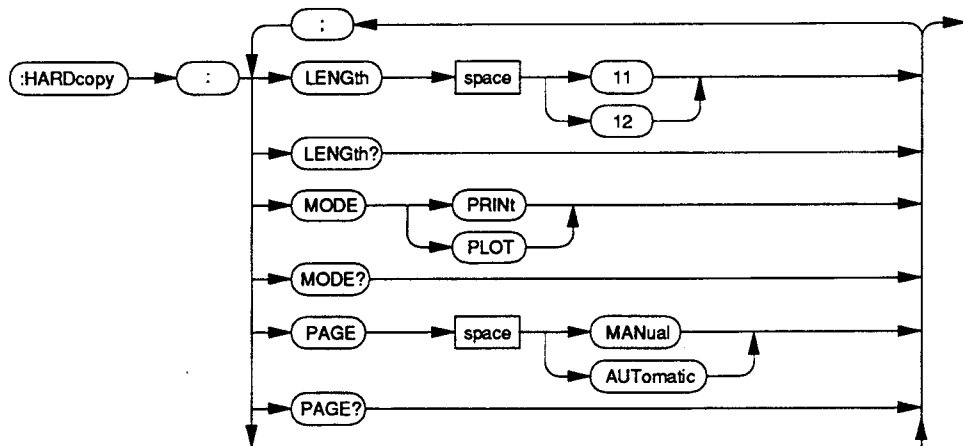 ;
:HARDcopy : LENGth space 11
12
LENGth?
MODE PRINt
PLOT
MODE?
PAGE space MANual
AUTomatic
PAGE?